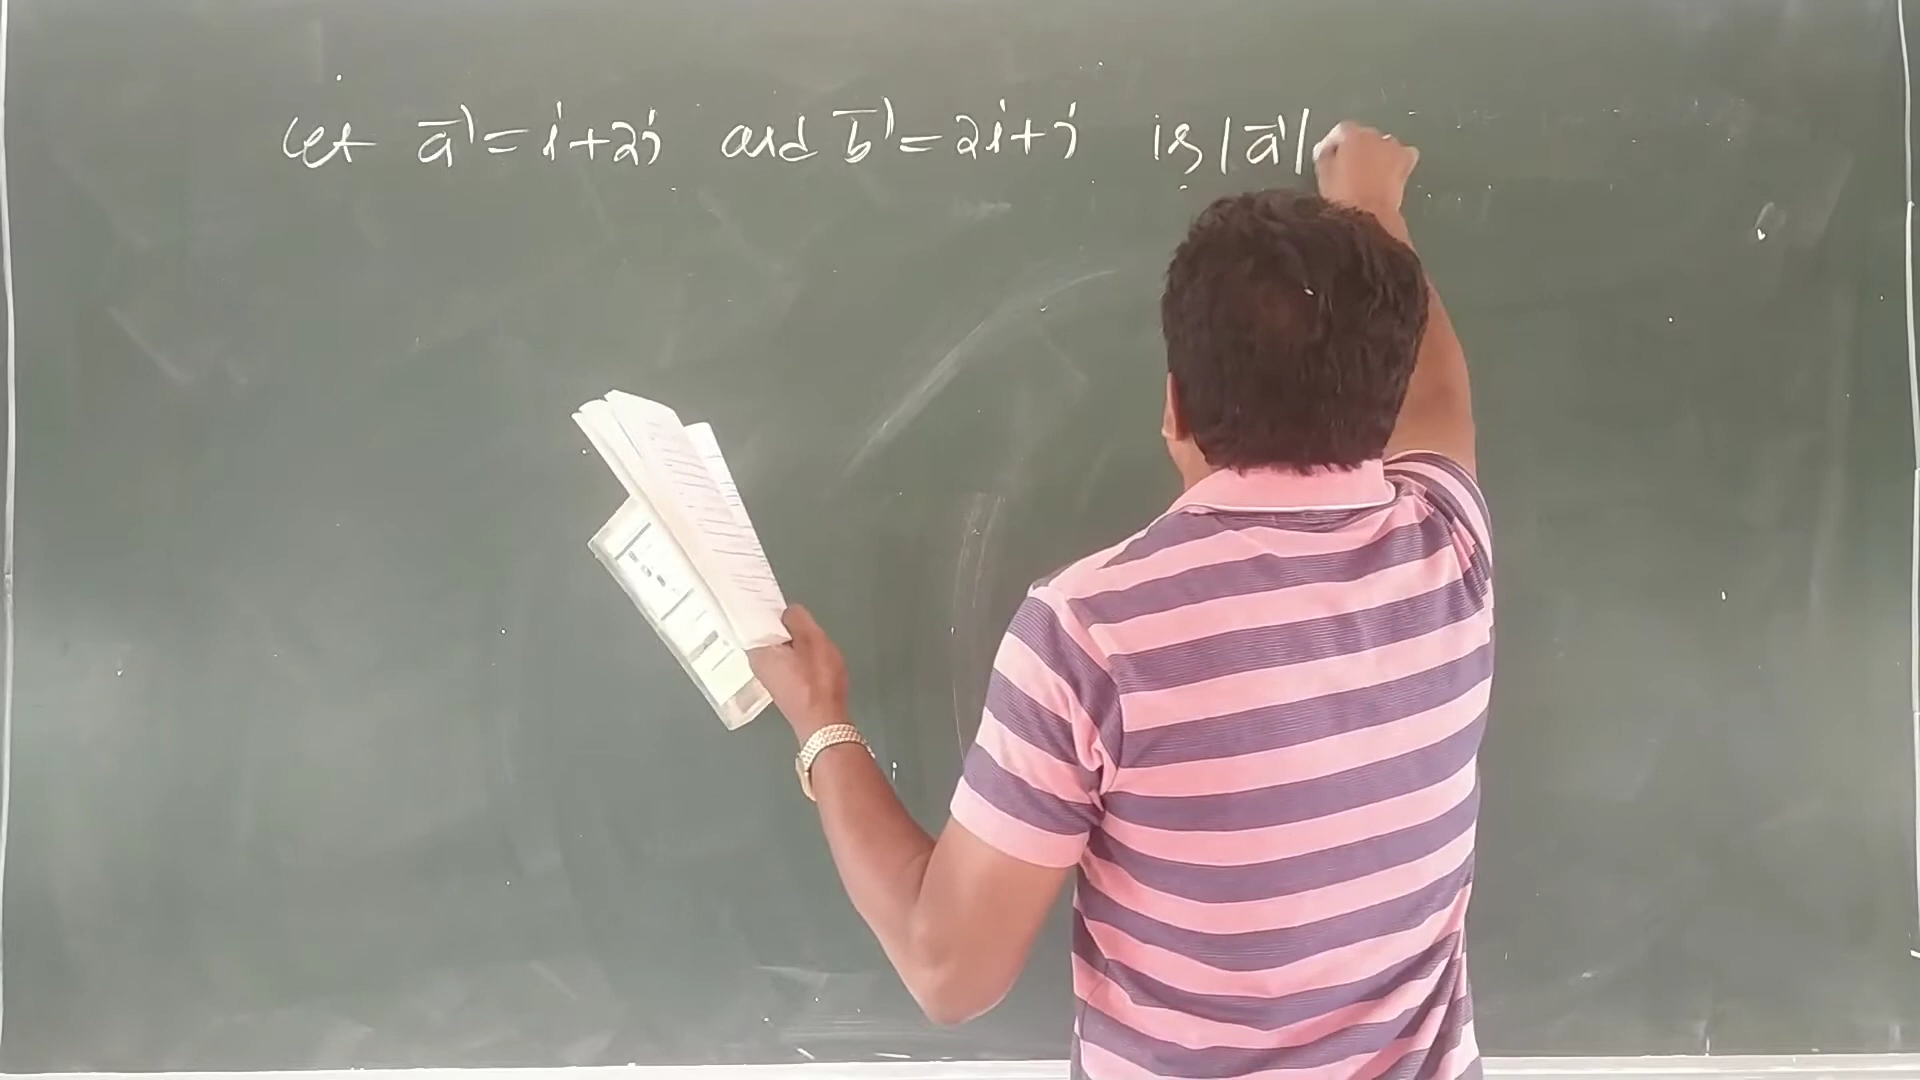 Let a⃗ = i+2j and b⃗ = 2i+j is |a⃗|